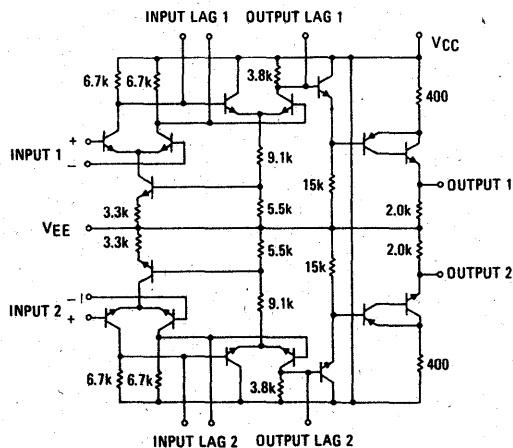 INPUT LAG 1 OUTPUT LAG 1
VCC
6.7k 6.7k 3.8k
400
+
INPUT 1
−
9.1k
15k
OUTPUT 1
3.3k 5.5k 2.0k
VEE
3.3k 5.5k 2.0k
15k
OUTPUT 2
−
INPUT 2
+
9.1k
6.7k 6.7k 3.8k
400
INPUT LAG 2 OUTPUT LAG 2